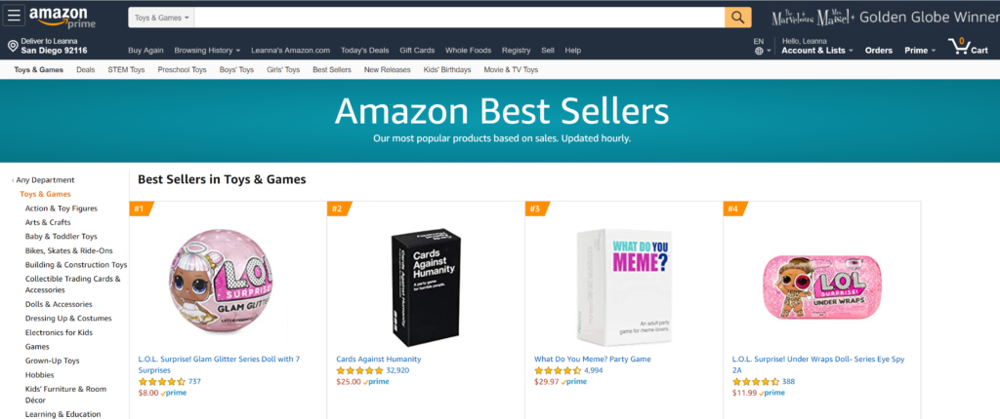 amazon
prime
Toys & Games
The Marvelous Mrs Maisel
Golden Globe Winner
Deliver to Leanna
San Diego 92116
Buy Again
Browsing History
Leanna's Amazon.com
Today's Deals
Gift Cards
Whole Foods
Registry
Sell
Help
EN
Hello, Leanna
Account & Lists
Orders
Prime
0
Cart
Toys & Games
Deals
STEM Toys
Preschool Toys
Boys' Toys
Girls' Toys
Best Sellers
New Releases
Kids' Birthdays
Movie & TV Toys
Amazon Best Sellers
Our most popular products based on sales. Updated hourly.
‹ Any Department
Toys & Games
Action & Toy Figures
Arts & Crafts
Baby & Toddler Toys
Bikes, Skates & Ride-Ons
Building & Construction Toys
Collectible Trading Cards &
Accessories
Dolls & Accessories
Dressing Up & Costumes
Electronics for Kids
Games
Grown-Up Toys
Hobbies
Kids' Furniture & Room
Décor
Learning & Education
Best Sellers in Toys & Games
#1
LOL
SURPRISE!
GLAM GLITTER
L.O.L. Surprise! Glam Glitter Series Doll with 7
Surprises
737
$8.00 prime
#2
Cards
Against
Humanity
A party game
for horrible people.
Cards Against Humanity
32,920
$25.00 prime
#3
WHAT DO YOU
MEME?
An adult party
game for meme-lovers.
What Do You Meme? Party Game
4,994
$29.97 prime
#4
LOL
SURPRISE!
UNDER WRAPS
L.O.L. Surprise! Under Wraps Doll- Series Eye Spy
2A
388
$11.99 prime